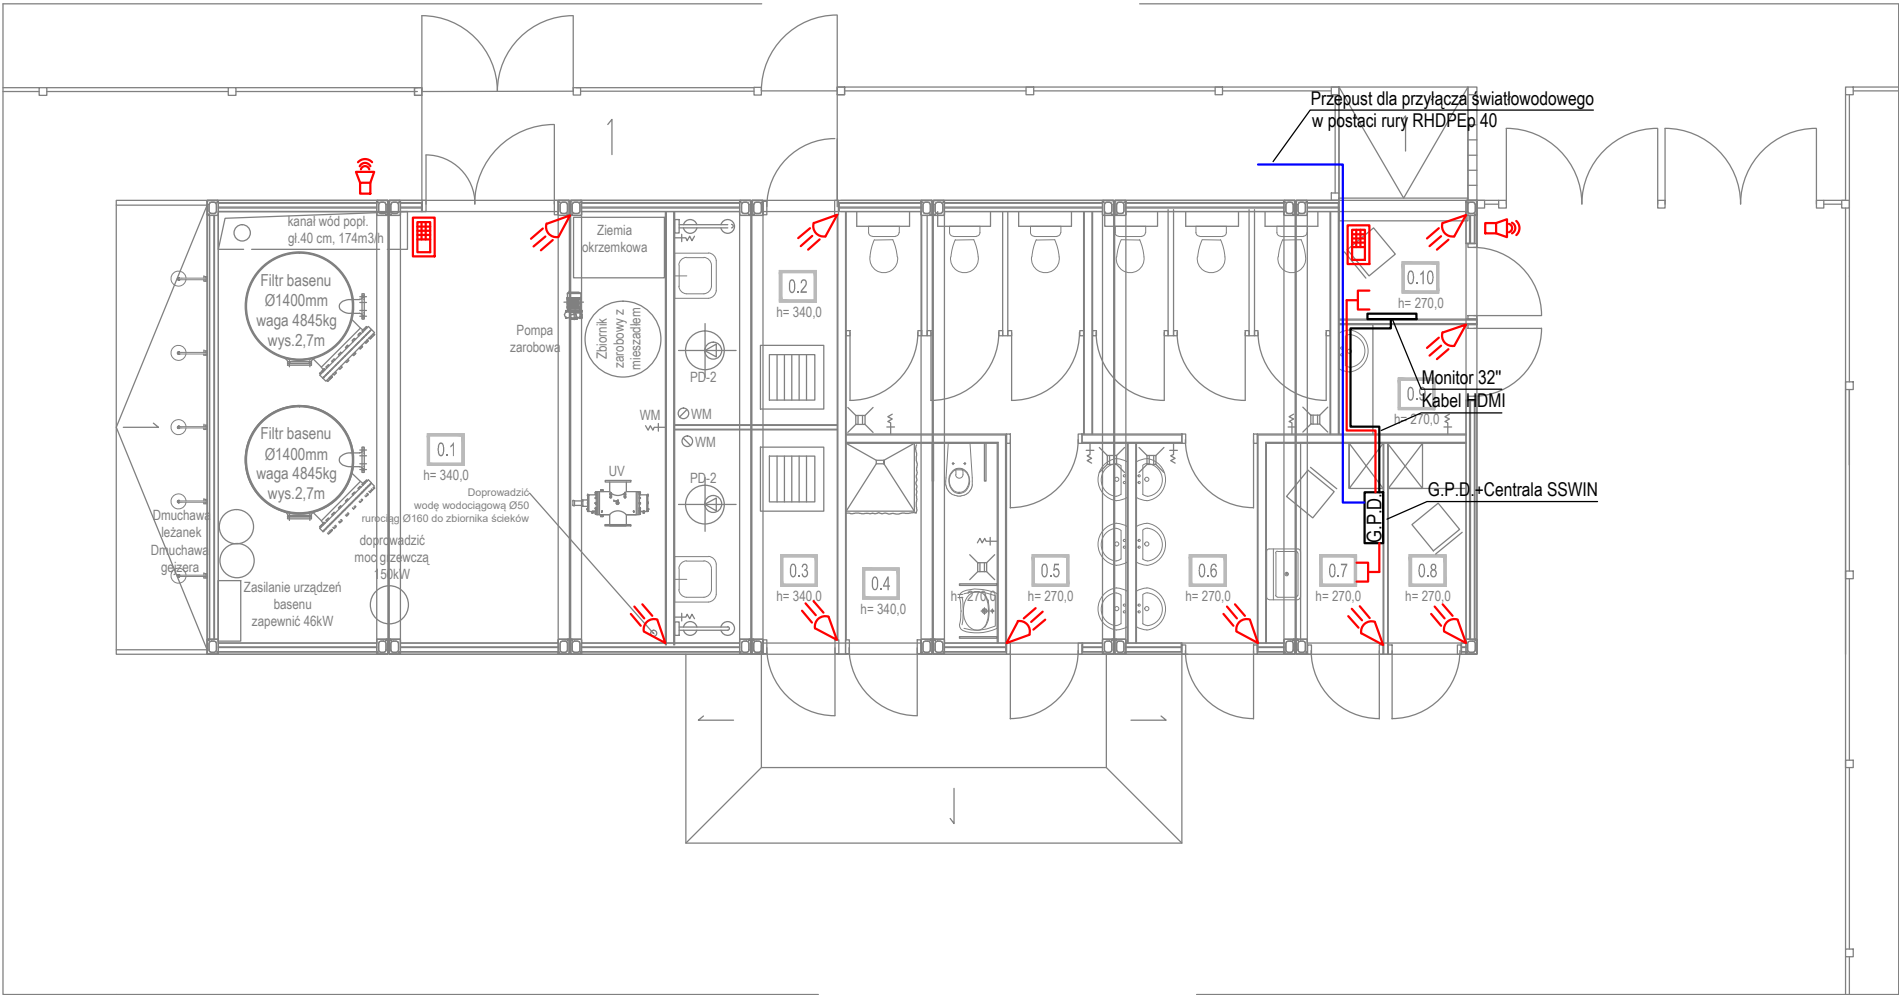 Przepust dla przyłącza światłowodowego
w postaci rury RHDPEp 40
kanał wód popł.
gł.40 cm, 174m3/h
Filtr basenu
Ø1400mm
waga 4845kg
wys.2,7m
Filtr basenu
Ø1400mm
waga 4845kg
wys.2,7m
Dmuchawa
leżanek
Dmuchawa
gejzera
Zasilanie urządzeń
basenu
zapewnić 46kW
0.1
h= 340,0
Doprowadzić
wodę wodociągową Ø50
rurociąg Ø160 do zbiornika ścieków
doprowadzić
moc grzewczą
150kW
Pompa
zarobowa
Ziemia
okrzemkowa
Zbiornik
zarobowy z
mieszadłem
WM
UV
PD-2
WM
WM
PD-2
0.2
h= 340,0
0.3
h= 340,0
0.4
h= 340,0
h= 270,0
0.5
h= 270,0
0.6
h= 270,0
0.7
h= 270,0
0.8
h= 270,0
0.10
h= 270,0
0.9
h= 270,0
Monitor 32"
Kabel HDMI
G.P.D.+Centrala SSWIN
G.P.D.